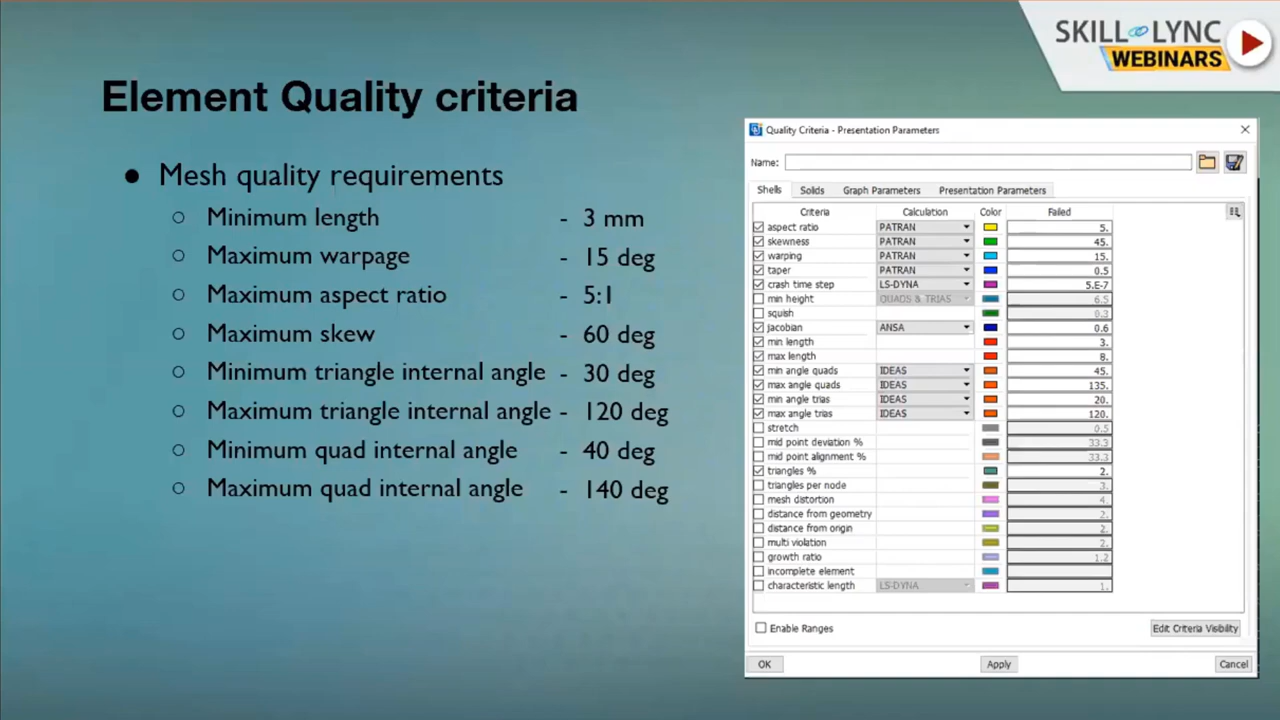 SKILL LYNC
WEBINARS
Element Quality criteria
● Mesh quality requirements
○ Minimum length - 3 mm
○ Maximum warpage - 15 deg
○ Maximum aspect ratio - 5:1
○ Maximum skew - 60 deg
○ Minimum triangle internal angle - 30 deg
○ Maximum triangle internal angle - 120 deg
○ Minimum quad internal angle - 40 deg
○ Maximum quad internal angle - 140 deg
Quality Criteria - Presentation Parameters
Name:
Shells Solids Graph Parameters Presentation Parameters
Criteria Calculation Color Failed
aspect ratio PATRAN 5.
skewness PATRAN 45.
warping PATRAN 15.
taper PATRAN 0.5
crash time step LS-DYNA 5.E-7
min height QUADS & TRIAS 6.5
squish 0.3
jacobian ANSA 0.6
min length 3.
max length 8.
min angle quads IDEAS 45.
max angle quads IDEAS 135.
min angle trias IDEAS 20.
max angle trias IDEAS 120.
stretch 0.5
mid point deviation % 33.3
mid point alignment % 33.3
triangles % 2.
triangles per node 3.
mesh distortion 4.
distance from geometry 2.
distance from origin 2.
multi violation 2.
growth ratio 1.2
incomplete element
characteristic length LS-DYNA 1.
Enable Ranges Edit Criteria Visibility
OK Apply Cancel